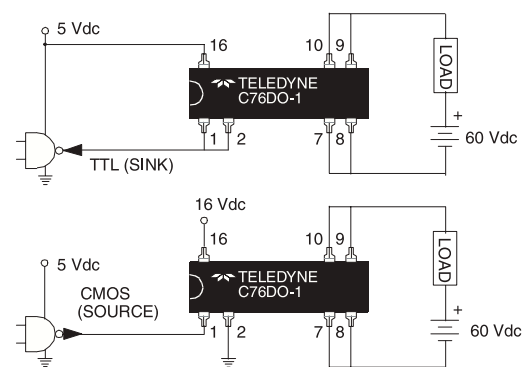 5 Vdc
16
10 9
LOAD
TELEDYNE
C76DO-1
+
60 Vdc
1 2
7 8
TTL (SINK)
16 Vdc
16
10 9
5 Vdc
LOAD
TELEDYNE
C76DO-1
CMOS
(SOURCE)
+
60 Vdc
1 2
7 8